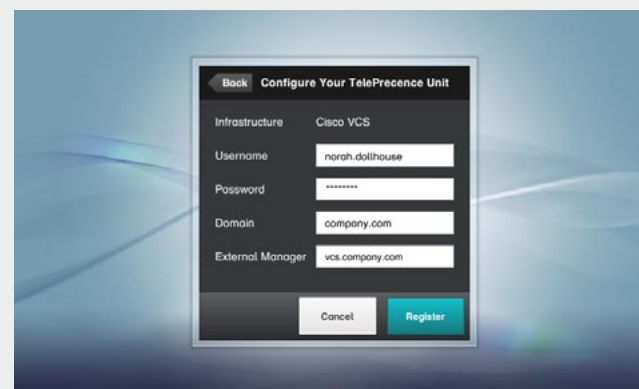 Back Configure Your TelePrecence Unit
Infrastructure Cisco VCS
Username norah.dollhouse
Password ********
Domain company.com
External Manager vcs.company.com
Cancel Register